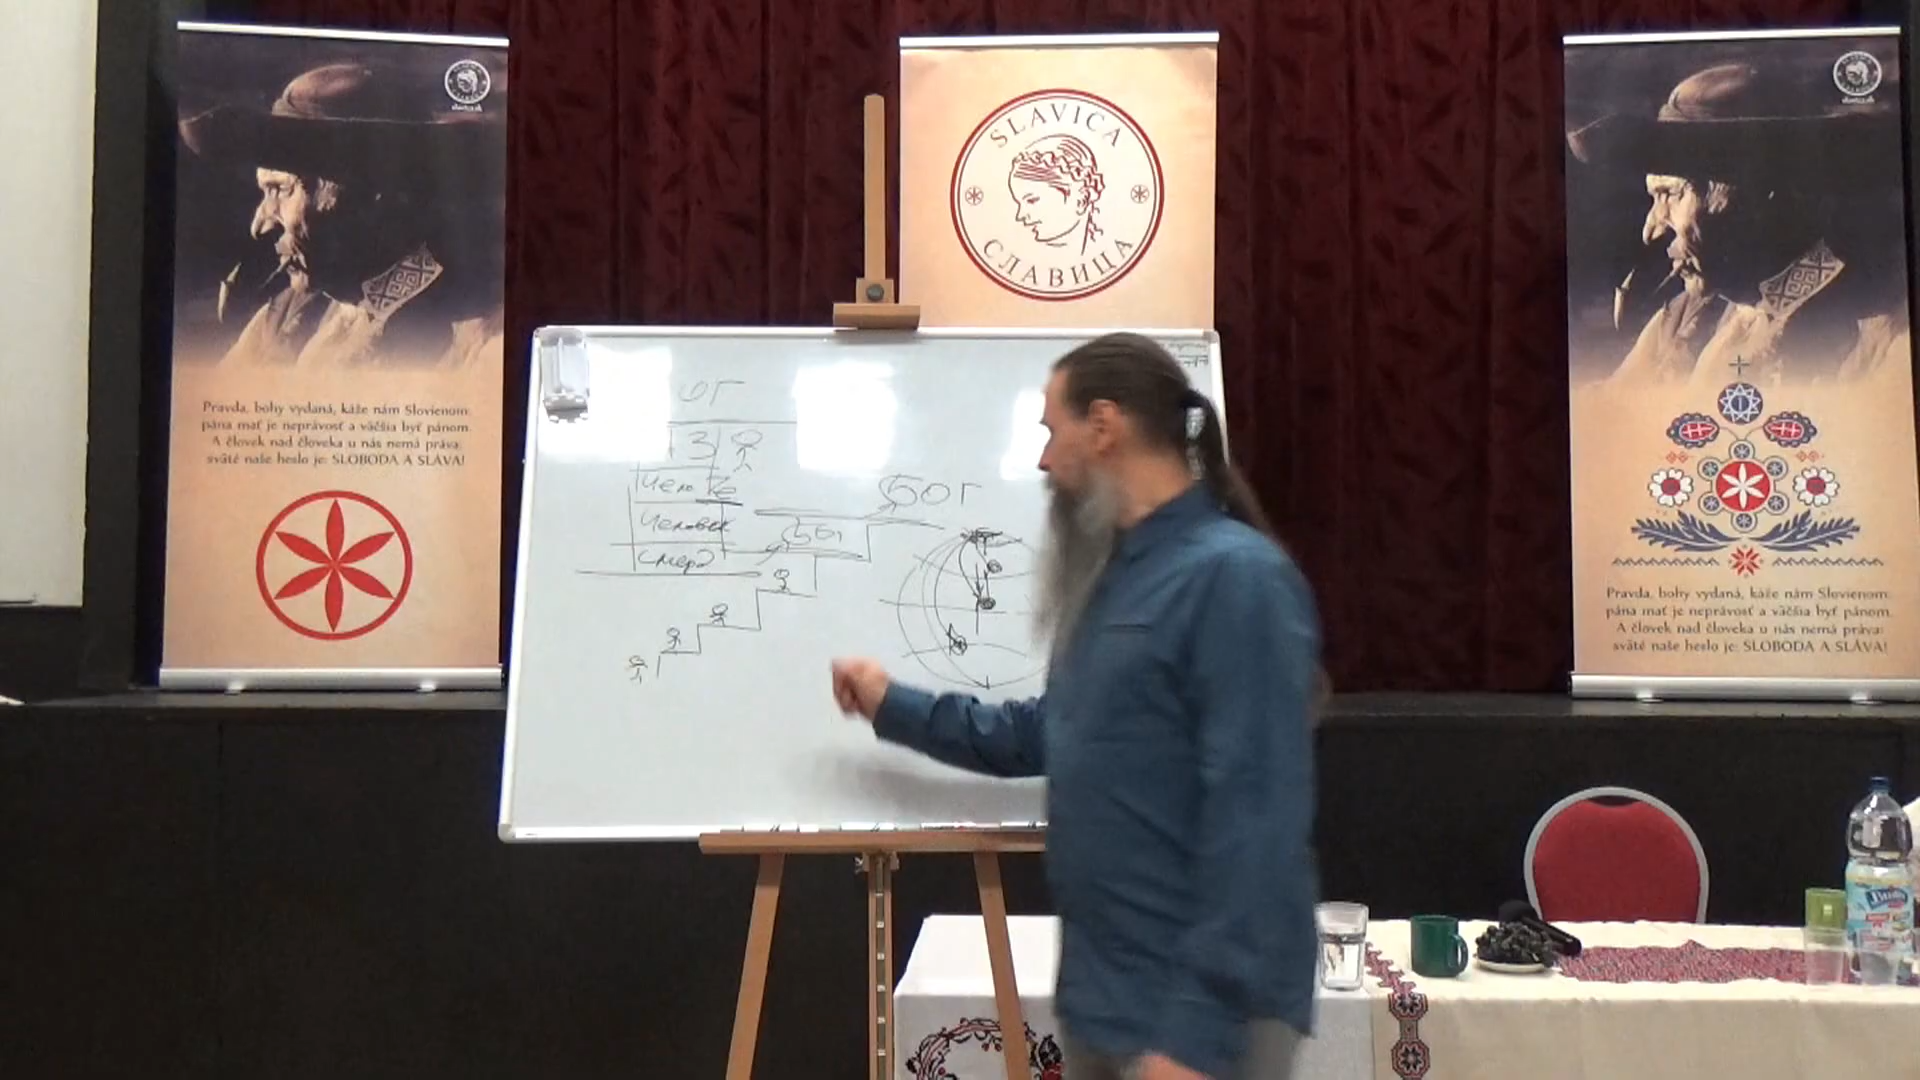 Pravda, bohy vydaná, káže nám Slovienom:
pána mať je neprávosť a väčšia byť pánom.
A človek nad človeka u nás nemá práva:
sväté naše heslo je: SLOBODA A SLÁVA!
SLAVICA
СЛАВИЦА
ог
Человек
смерд
БОГ
Pravda, bohy vydaná, káže nám Slovienom:
pána mať je neprávosť a väčšia byť pánom.
A človek nad človeka u nás nemá práva:
sväté naše heslo je: SLOBODA A SLÁVA!